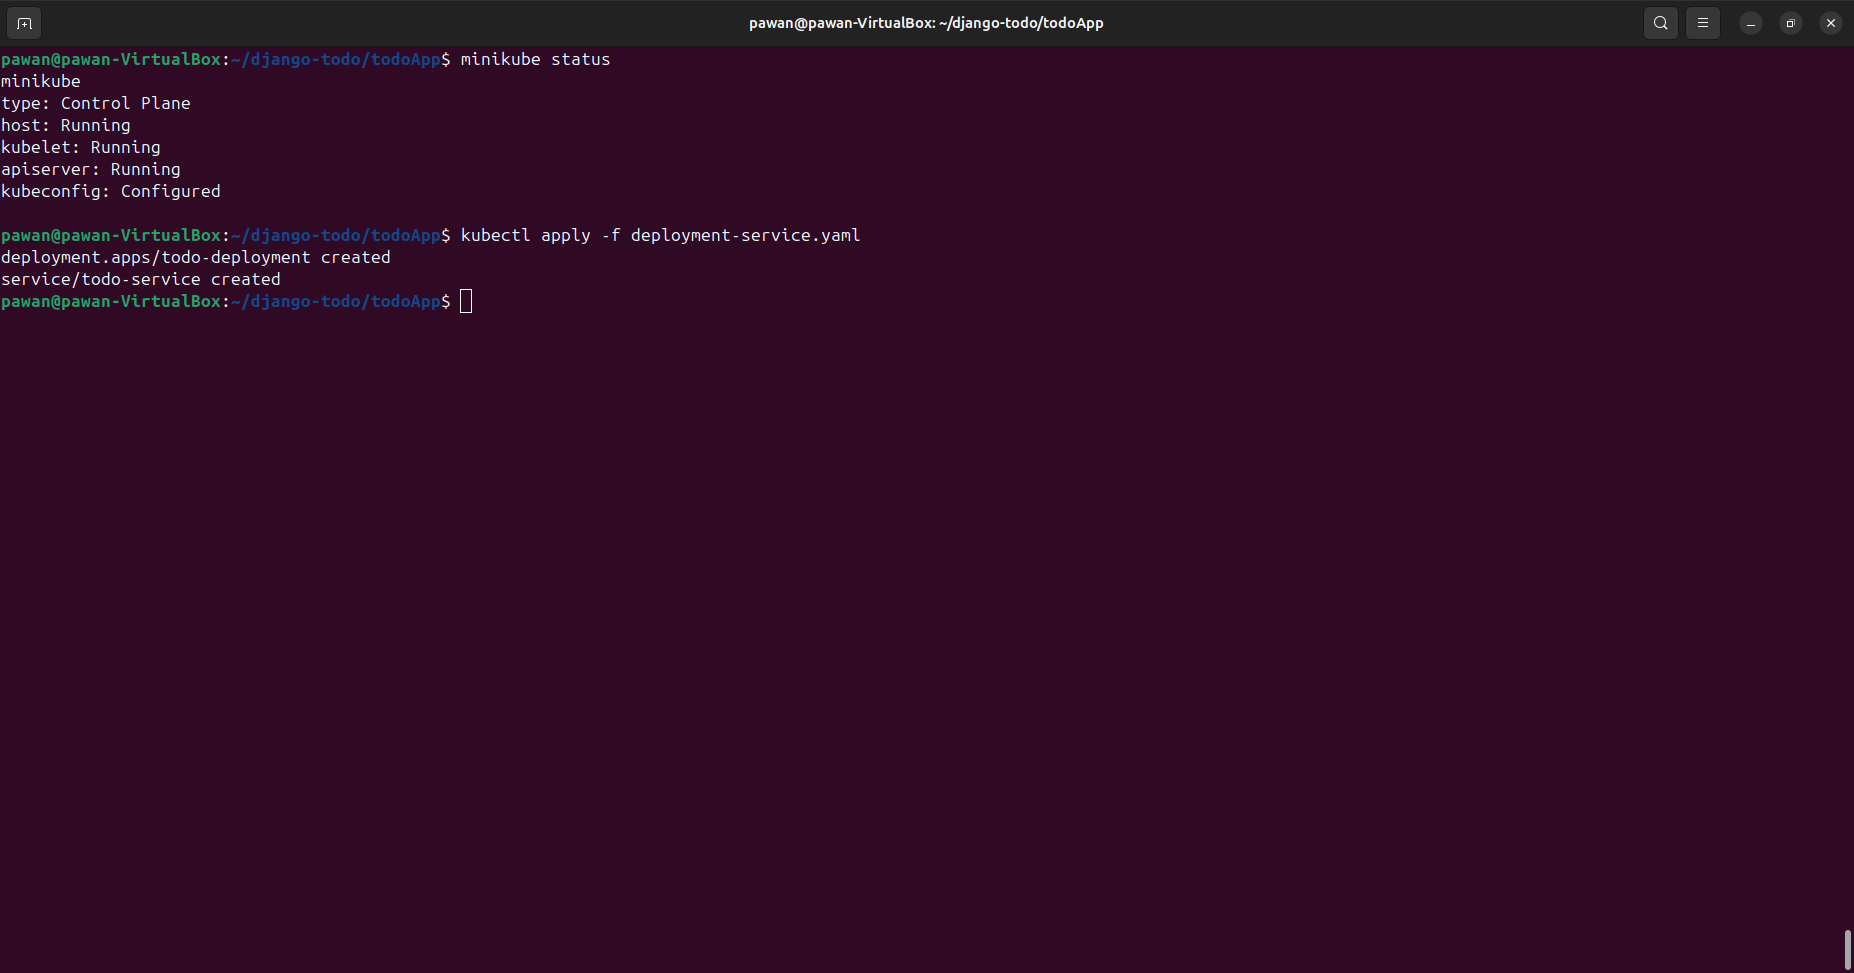 pawan@pawan-VirtualBox: ~/django-todo/todoApp
pawan@pawan-VirtualBox:~/django-todo/todoApp$ minikube status
minikube
type: Control Plane
host: Running
kubelet: Running
apiserver: Running
kubeconfig: Configured
pawan@pawan-VirtualBox:~/django-todo/todoApp$ kubectl apply -f deployment-service.yaml
deployment.apps/todo-deployment created
service/todo-service created
pawan@pawan-VirtualBox:~/django-todo/todoApp$